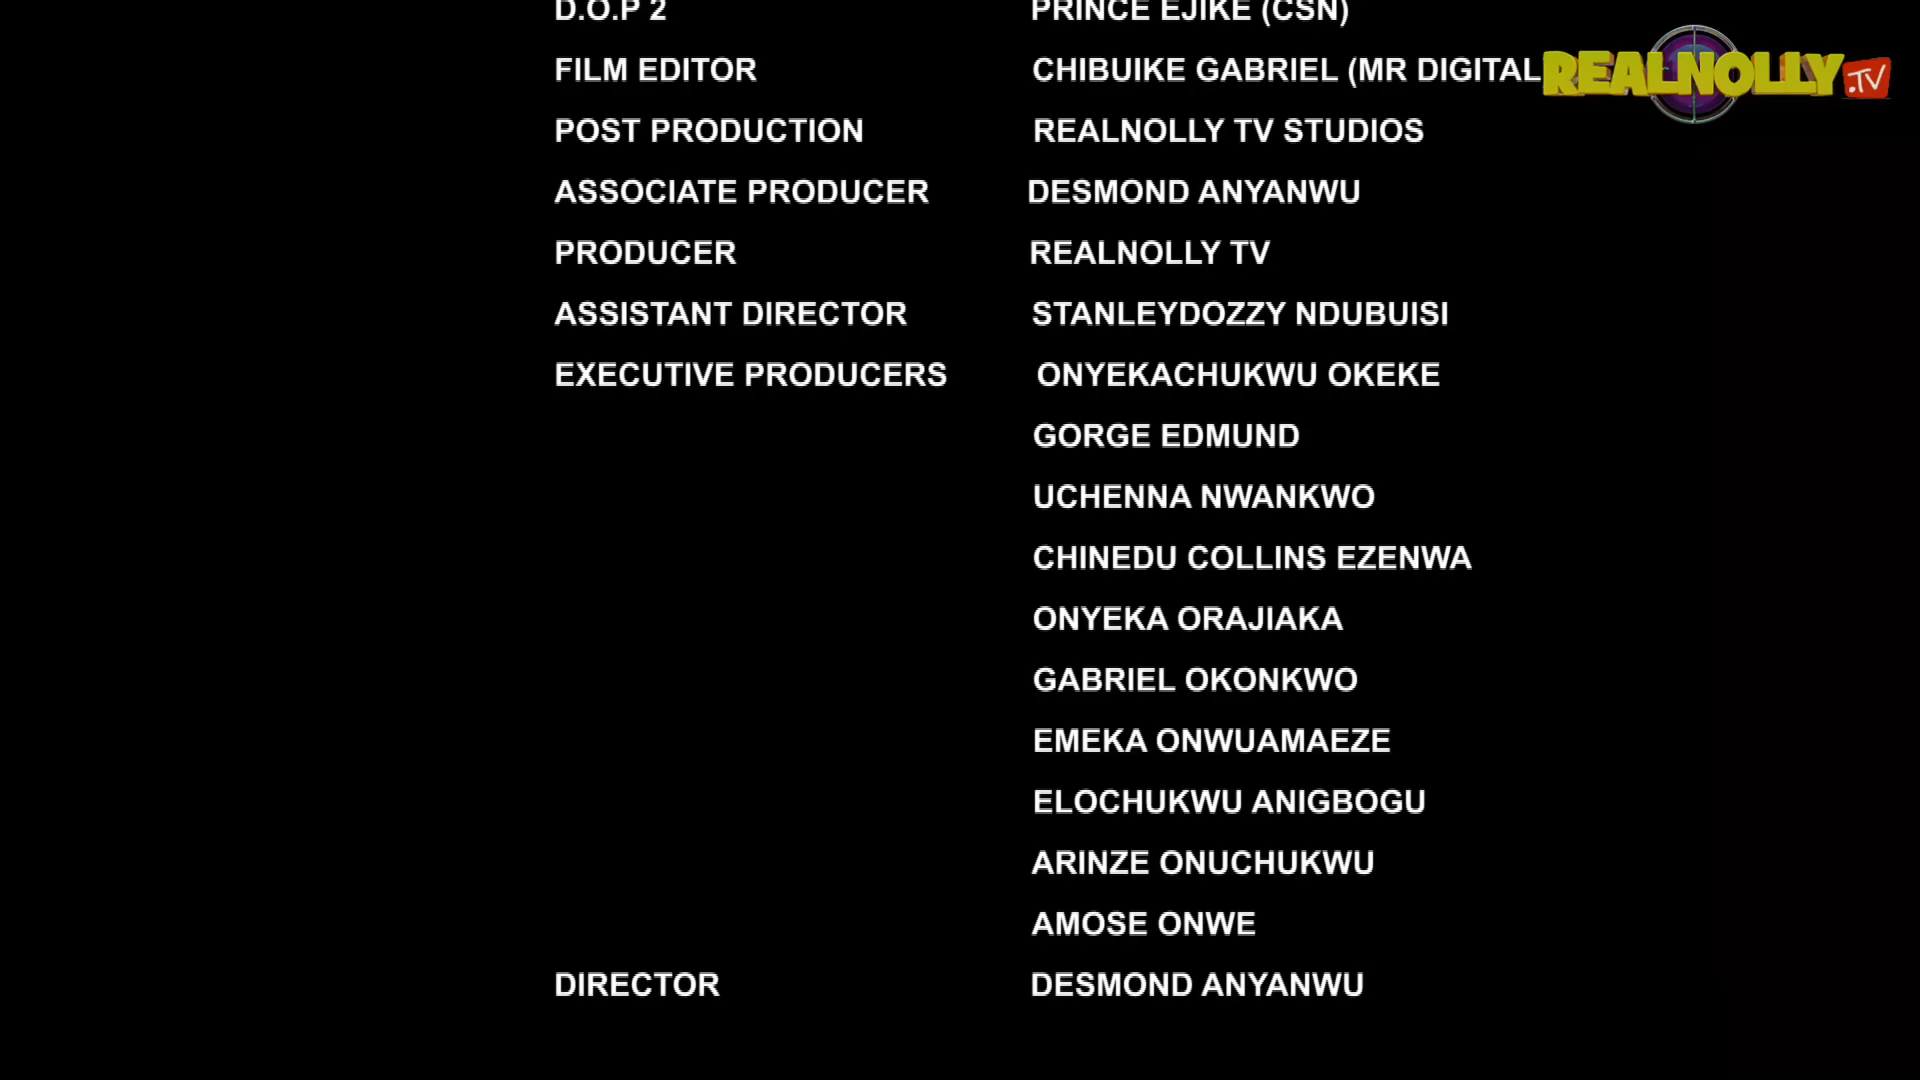 D.O.P 2 PRINCE EJIKE (CSN)
FILM EDITOR CHIBUIKE GABRIEL (MR DIGITAL
POST PRODUCTION REALNOLLY TV STUDIOS
ASSOCIATE PRODUCER DESMOND ANYANWU
PRODUCER REALNOLLY TV
ASSISTANT DIRECTOR STANLEYDOZZY NDUBUISI
EXECUTIVE PRODUCERS ONYEKACHUKWU OKEKE
GORGE EDMUND
UCHENNA NWANKWO
CHINEDU COLLINS EZENWA
ONYEKA ORAJIAKA
GABRIEL OKONKWO
EMEKA ONWUAMAEZE
ELOCHUKWU ANIGBOGU
ARINZE ONUCHUKWU
AMOSE ONWE
DIRECTOR DESMOND ANYANWU
REALNOLLY.TV